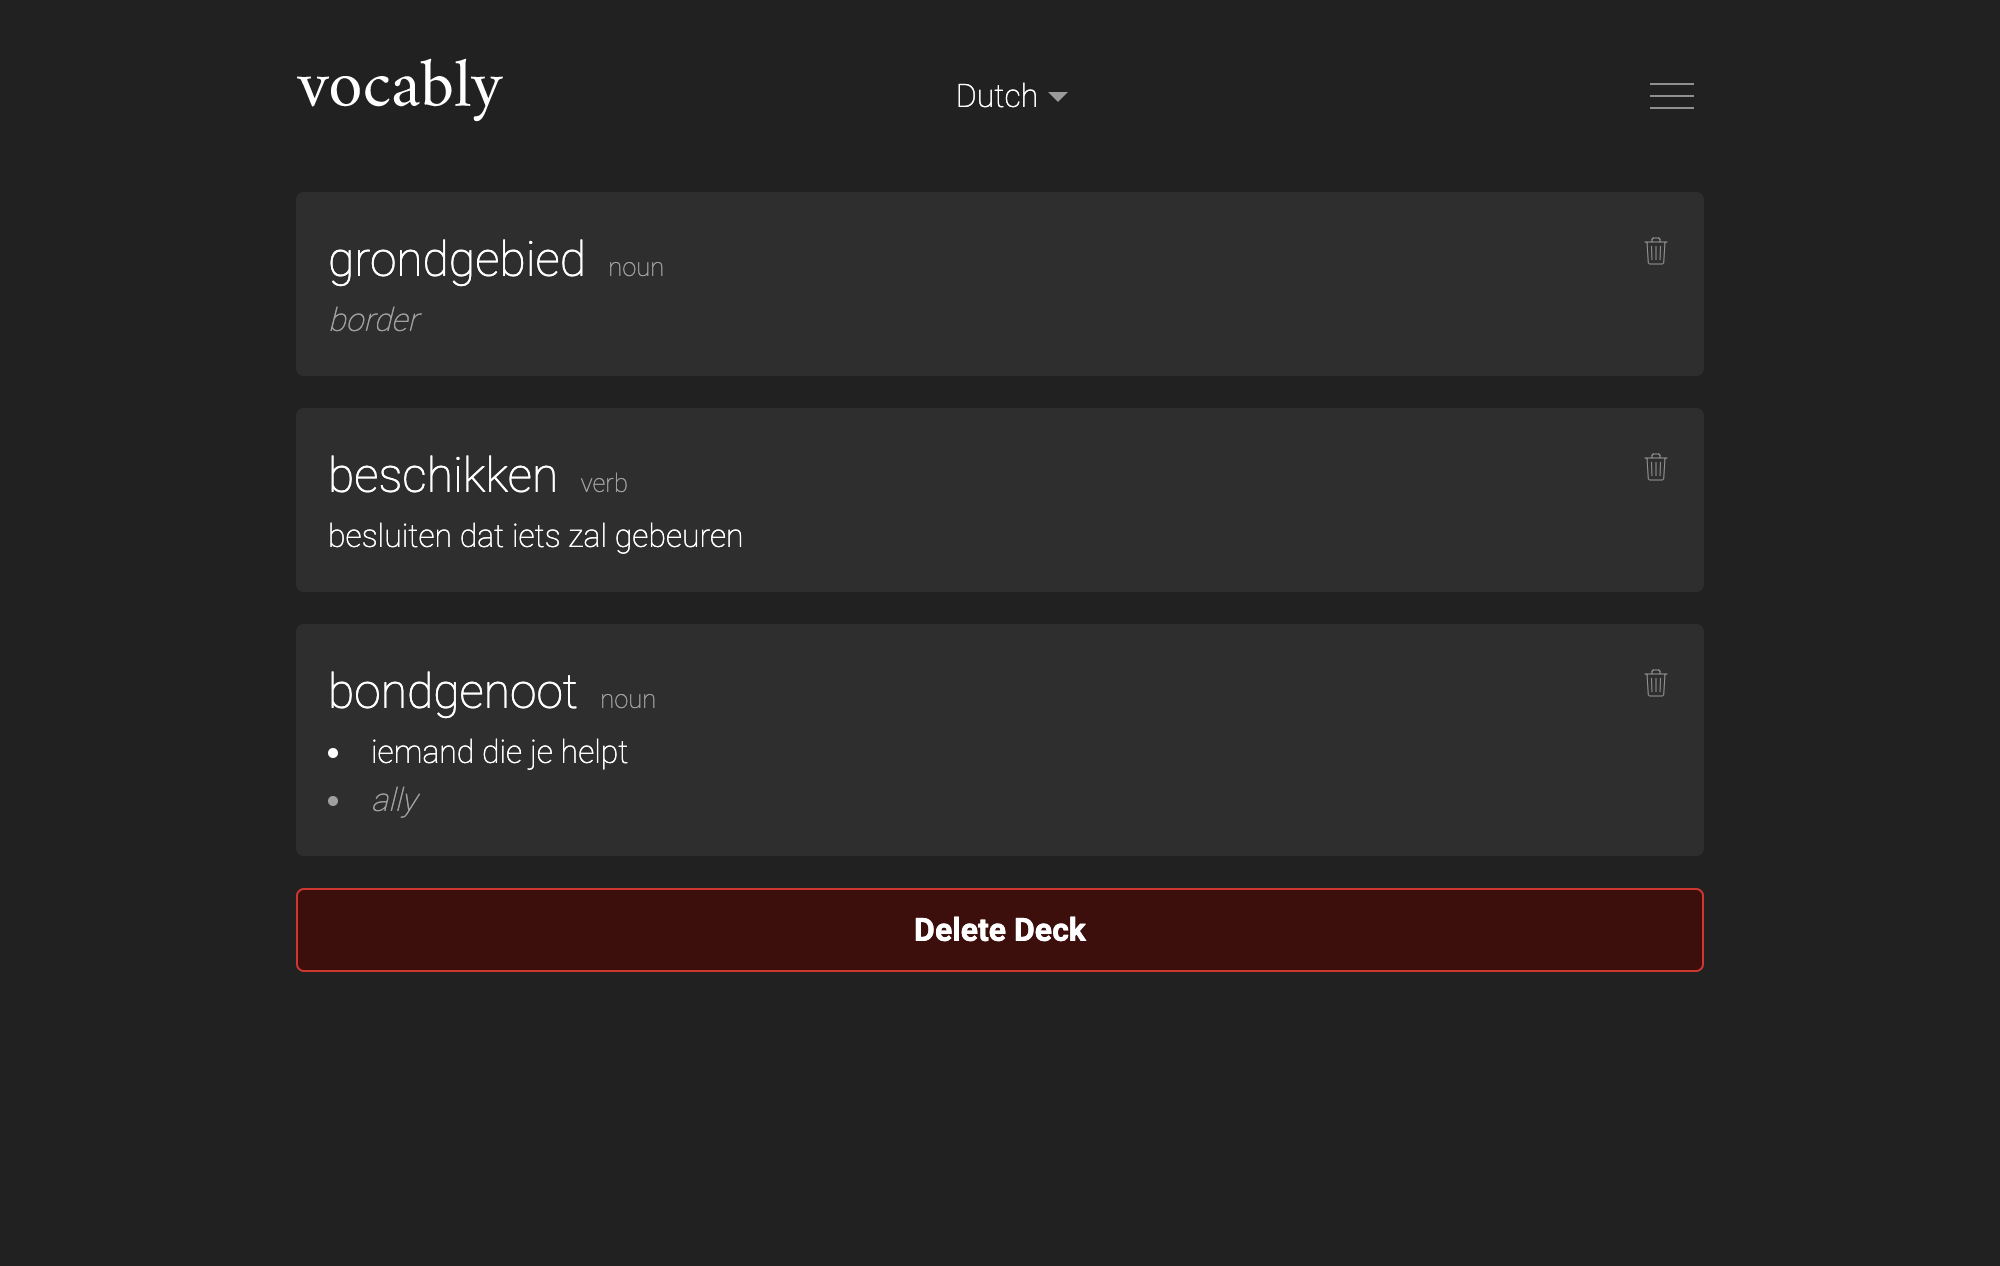 vocably
Dutch
grondgebied noun
border
beschikken verb
besluiten dat iets zal gebeuren
bondgenoot noun
• iemand die je helpt
• ally
Delete Deck